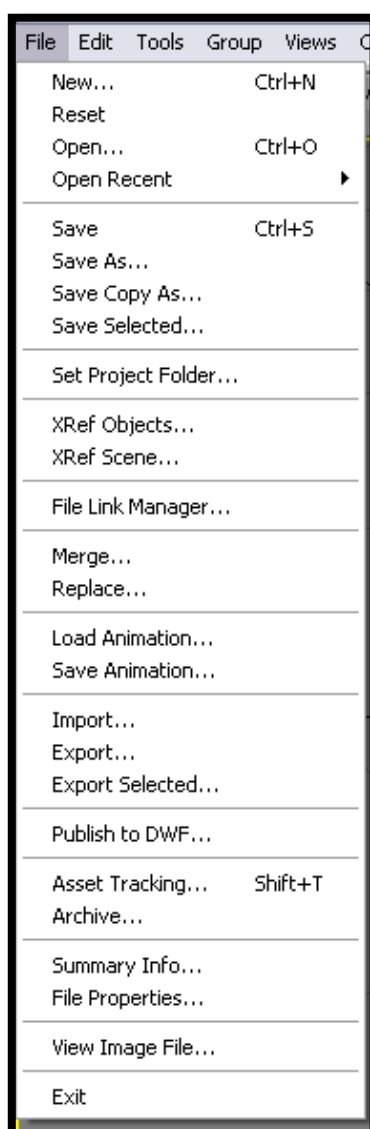 File Edit Tools Group Views
New... Ctrl+N
Reset
Open... Ctrl+O
Open Recent
Save Ctrl+S
Save As...
Save Copy As...
Save Selected...
Set Project Folder...
XRef Objects...
XRef Scene...
File Link Manager...
Merge...
Replace...
Load Animation...
Save Animation...
Import...
Export...
Export Selected...
Publish to DWF...
Asset Tracking... Shift+T
Archive...
Summary Info...
File Properties...
View Image File...
Exit